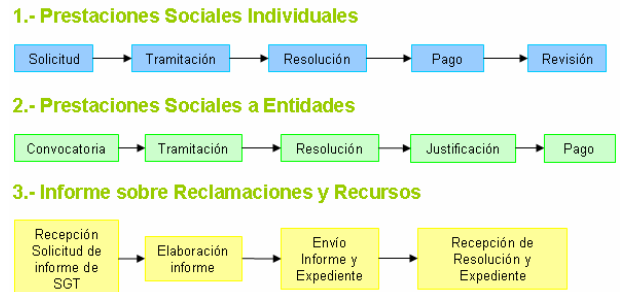 1.- Prestaciones Sociales Individuales
Solicitud Tramitación Resolución Pago Revisión
2.- Prestaciones Sociales a Entidades
Convocatoria Tramitación Resolución Justificación Pago
3.- Informe sobre Reclamaciones y Recursos
Recepción
Solicitud de
informe de
SGT
Elaboración
informe
Envío
Informe y
Expediente
Recepción de
Resolución y
Expediente